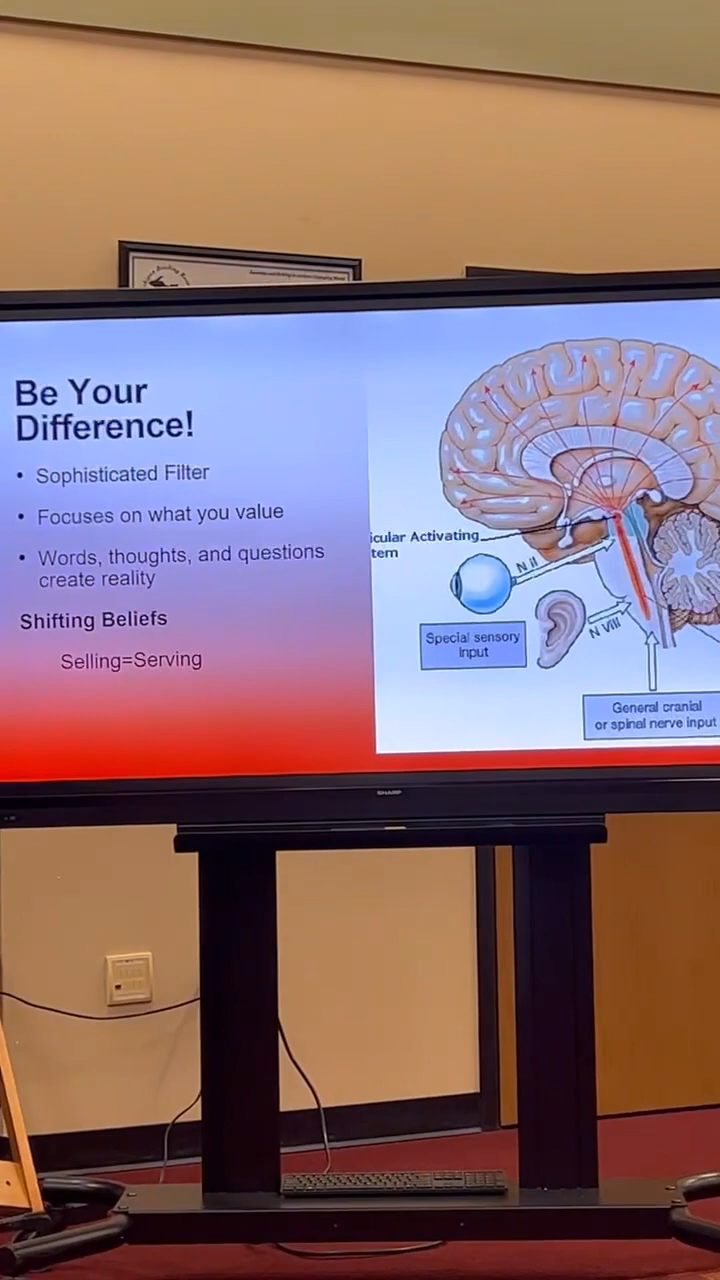 Be Your
Difference!
• Sophisticated Filter
• Focuses on what you value
• Words, thoughts, and questions
create reality
Shifting Beliefs
Selling=Serving
icular Activating
tem
N II
N VIII
Special sensory
input
General cranial
or spinal nerve input
SHARP